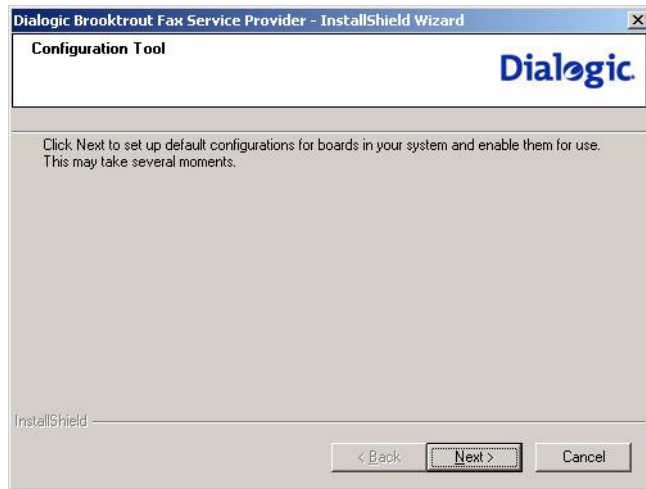 Dialogic Brooktrout Fax Service Provider - InstallShield Wizard
Configuration Tool
Dialogic.
Click Next to set up default configurations for boards in your system and enable them for use.
This may take several moments.
InstallShield
< Back
Next >
Cancel